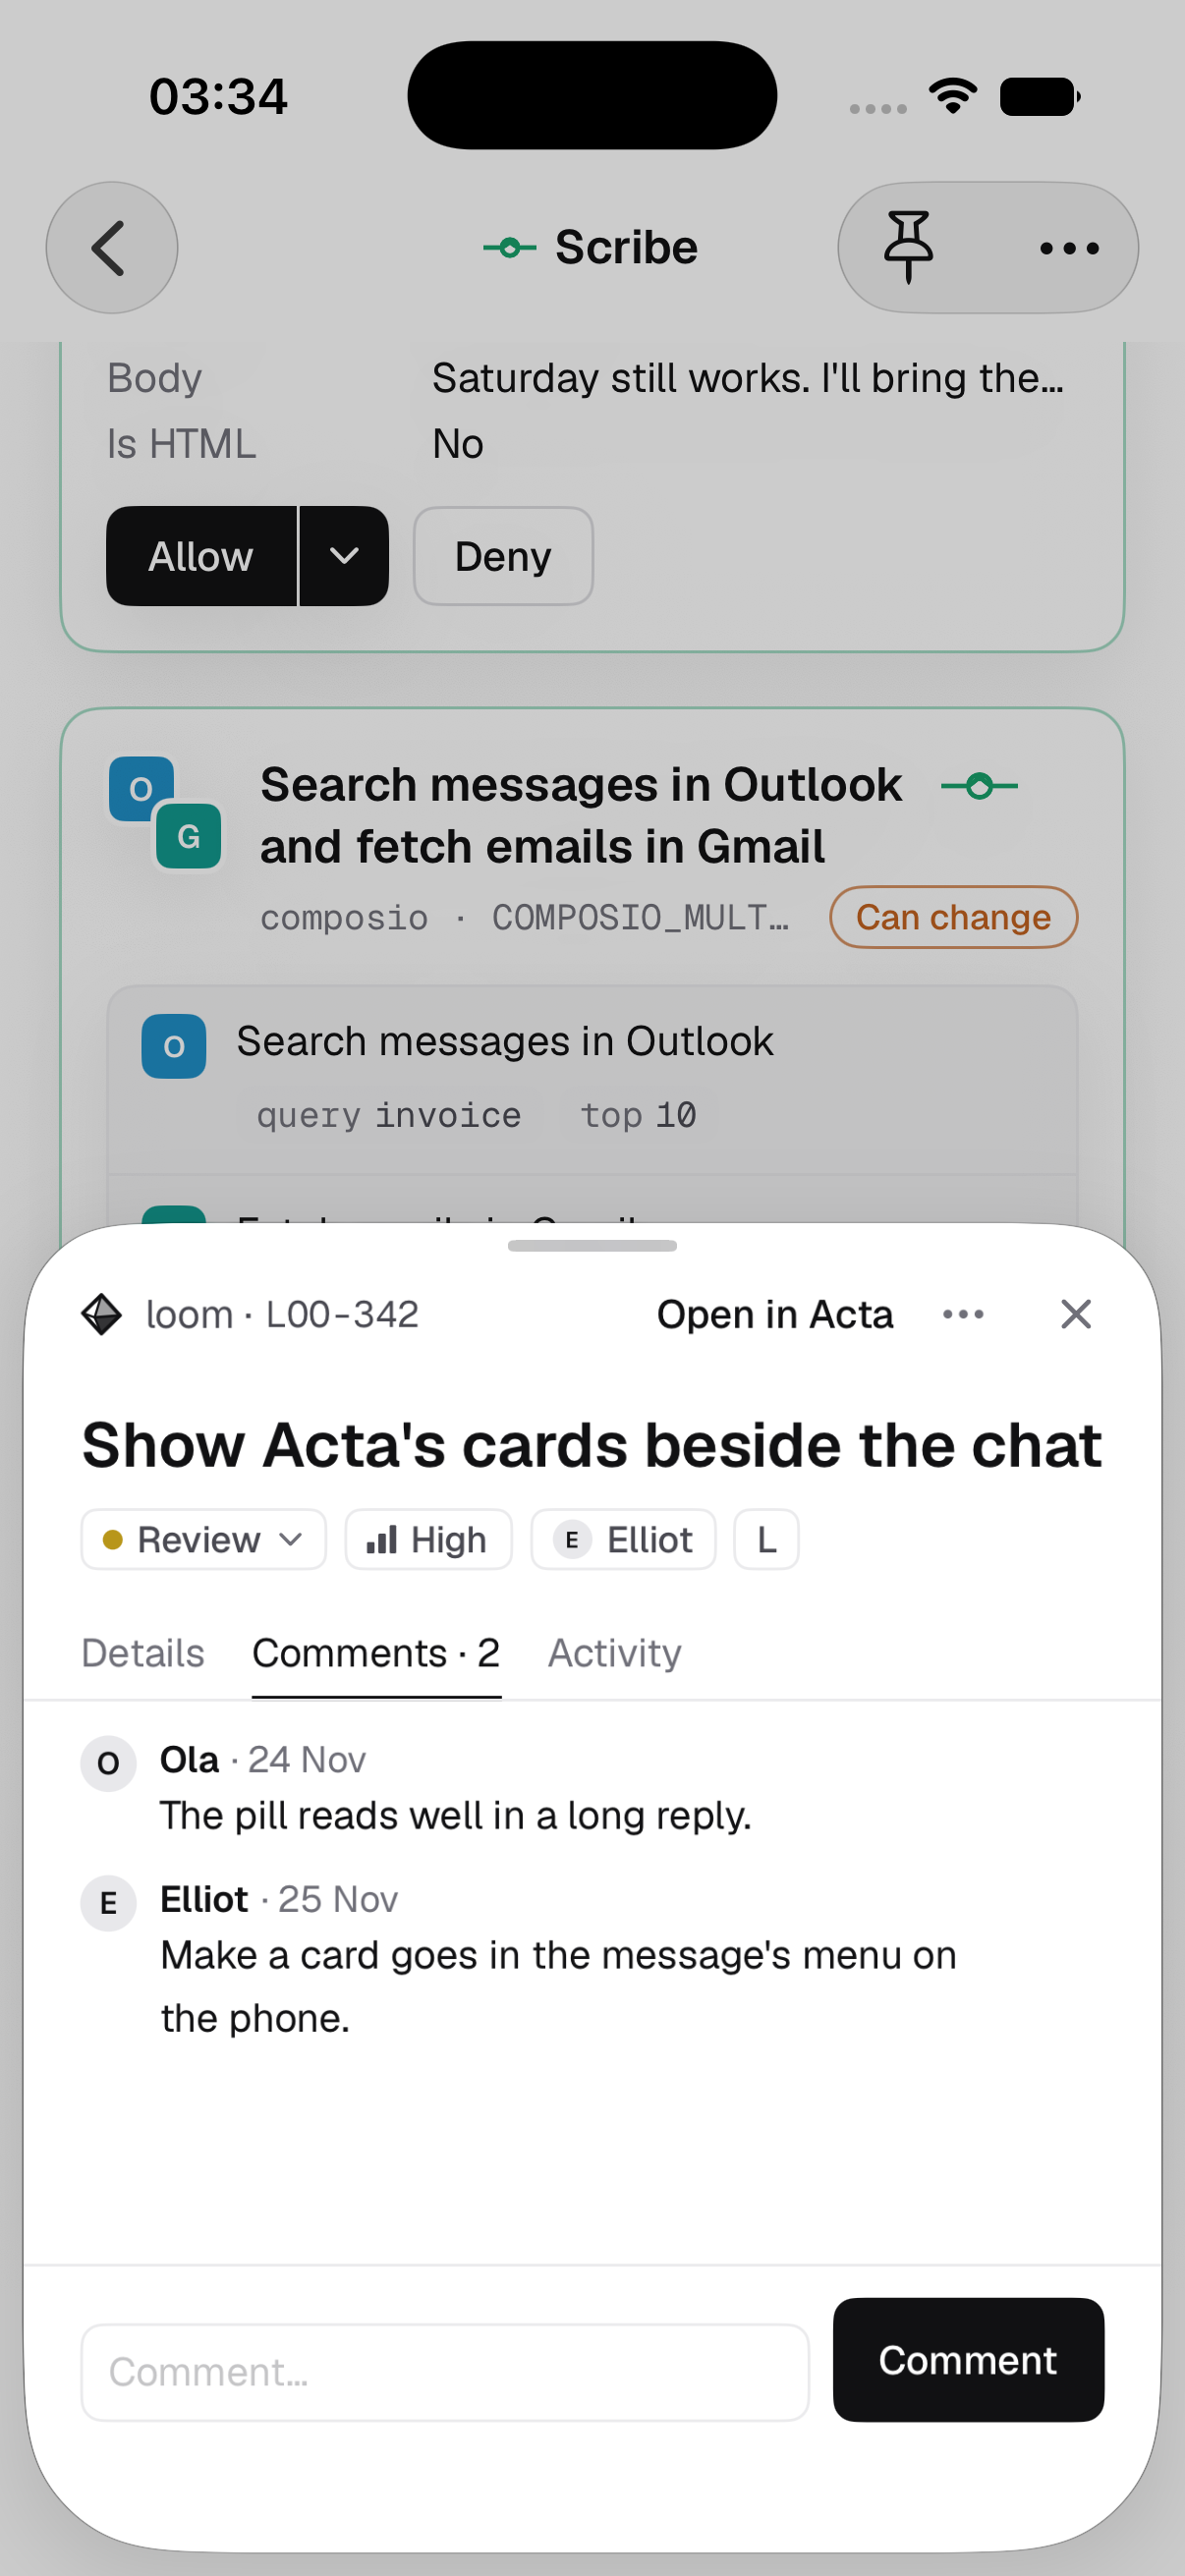 03:34
Scribe
Body Saturday still works. I'll bring the...
Is HTML No
Allow Deny
O
G
Search messages in Outlook
and fetch emails in Gmail
composio · COMPOSIO_MULT... Can change
O Search messages in Outlook
query invoice top 10
loom · LOO-342 Open in Acta
Show Acta's cards beside the chat
Review High E Elliot L
Details Comments · 2 Activity
O Ola · 24 Nov
The pill reads well in a long reply.
E Elliot · 25 Nov
Make a card goes in the message's menu on
the phone.
Comment... Comment